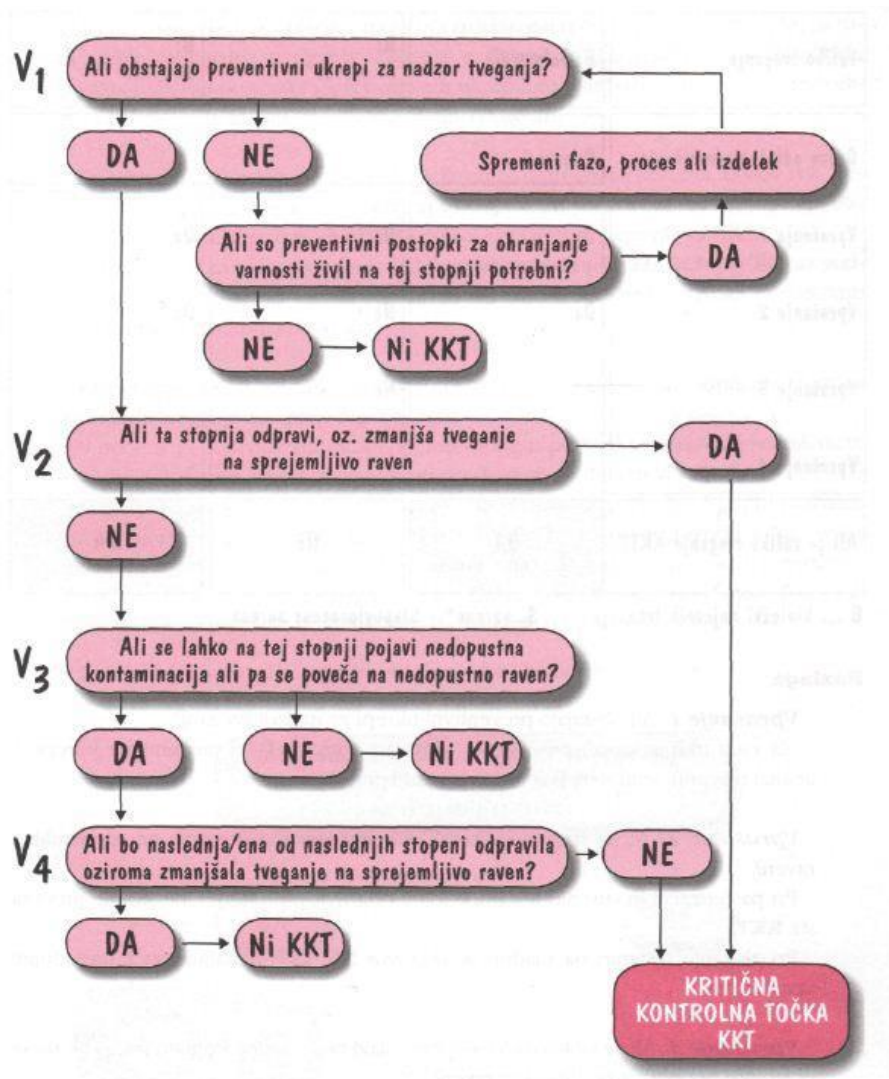 V1 Ali obstajajo preventivni ukrepi za nadzor tveganja?
DA
NE
Spremeni fazo, proces ali izdelek
Ali so preventivni postopki za ohranjanje
varnosti živil na tej stopnji potrebni?
DA
NE
Ni KKT
V2 Ali ta stopnja odpravi, oz. zmanjša tveganje
na sprejemljivo raven
DA
NE
V3 Ali se lahko na tej stopnji pojavi nedopustna
kontaminacija ali pa se poveča na nedopustno raven?
DA
NE
Ni KKT
V4 Ali bo naslednja/ena od naslednjih stopenj odpravila
oziroma zmanjšala tveganje na sprejemljivo raven?
NE
DA
Ni KKT
KRITIČNA
KONTROLNA TOČKA
KKT